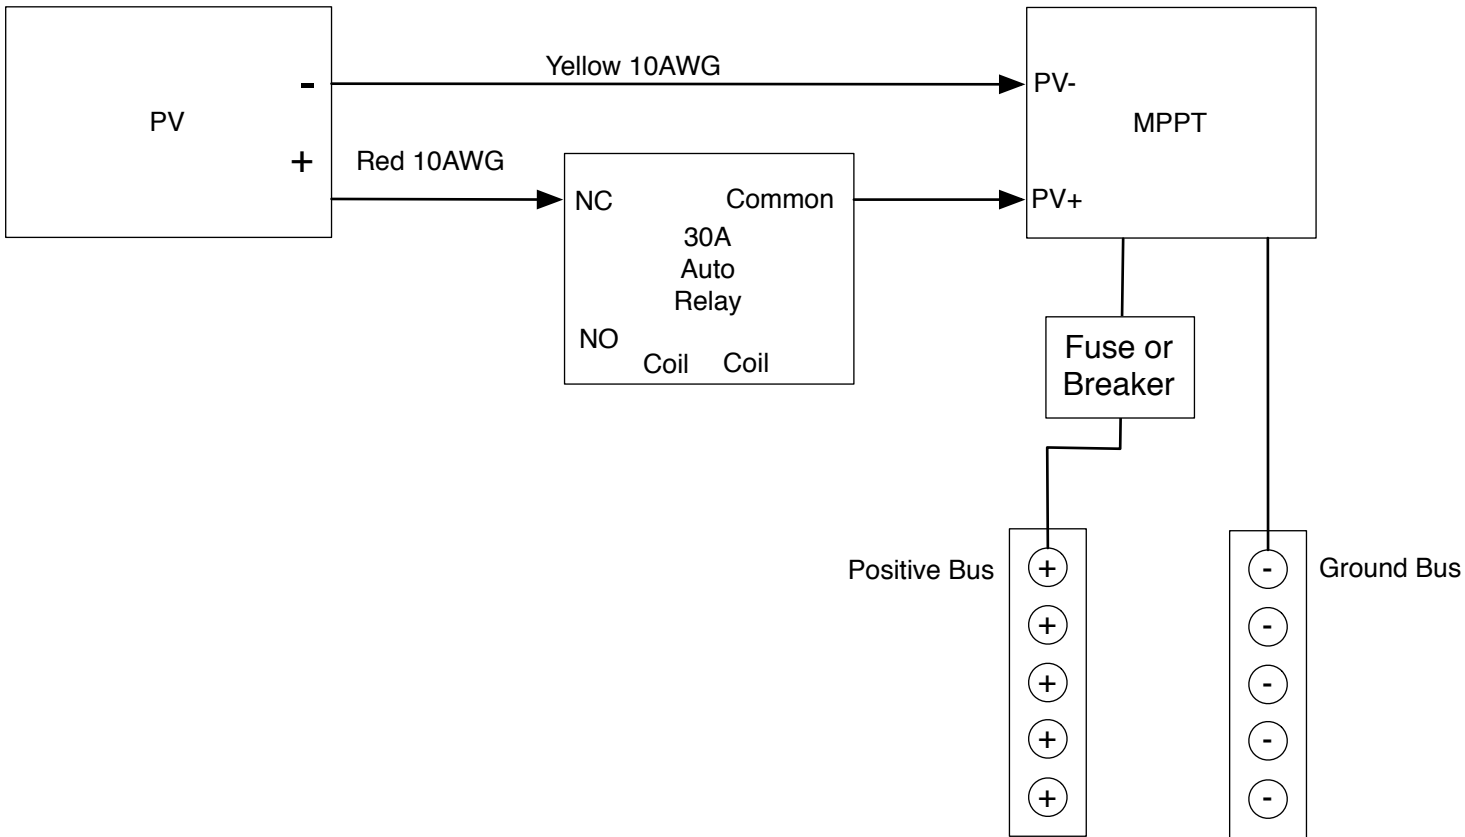 Yellow 10AWG
-
PV-
PV
MPPT
+
Red 10AWG
NC
Common
PV+
30A
Auto
Relay
NO
Coil Coil
Fuse or
Breaker
Positive Bus
+
+
+
+
+
-
-
-
-
-
Ground Bus